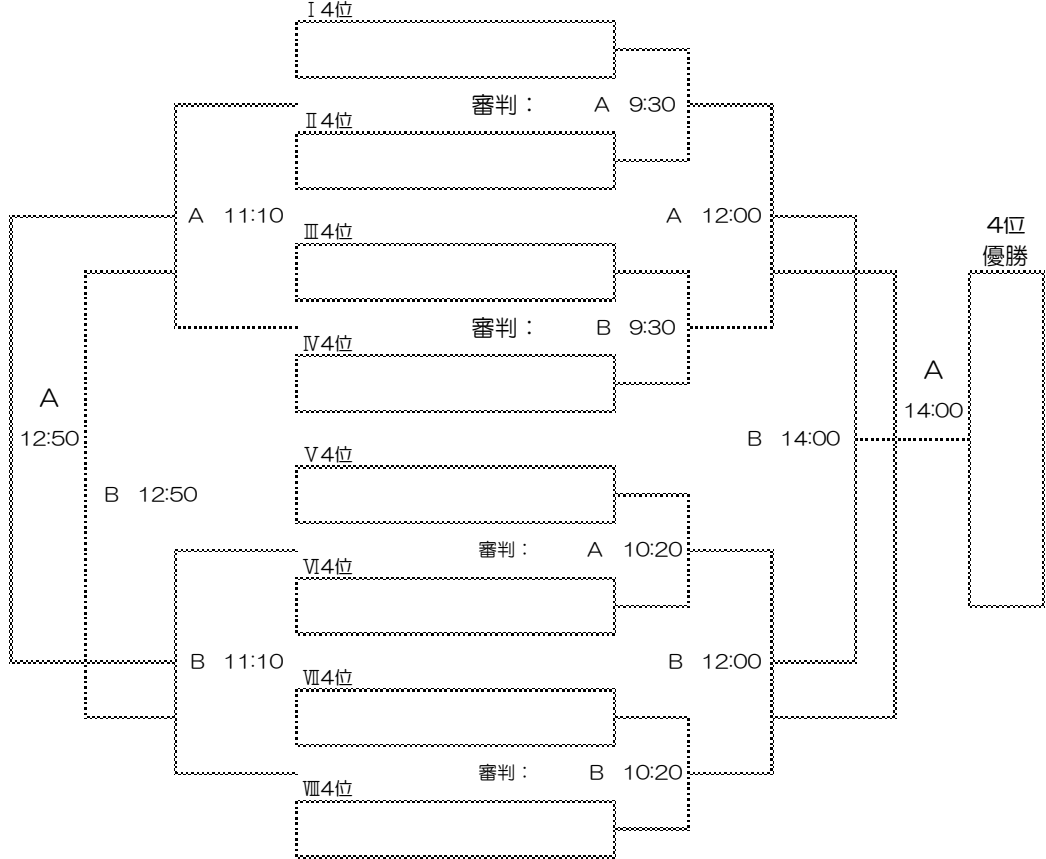 Ⅰ4位
審判： A 9:30
Ⅱ4位
A 11:10
A 12:00
Ⅲ4位
4位
優勝
審判： B 9:30
Ⅳ4位
A
12:50
A
14:00
B 14:00
Ⅴ4位
B 12:50
審判： A 10:20
Ⅵ4位
B 11:10
B 12:00
Ⅶ4位
審判： B 10:20
Ⅷ4位